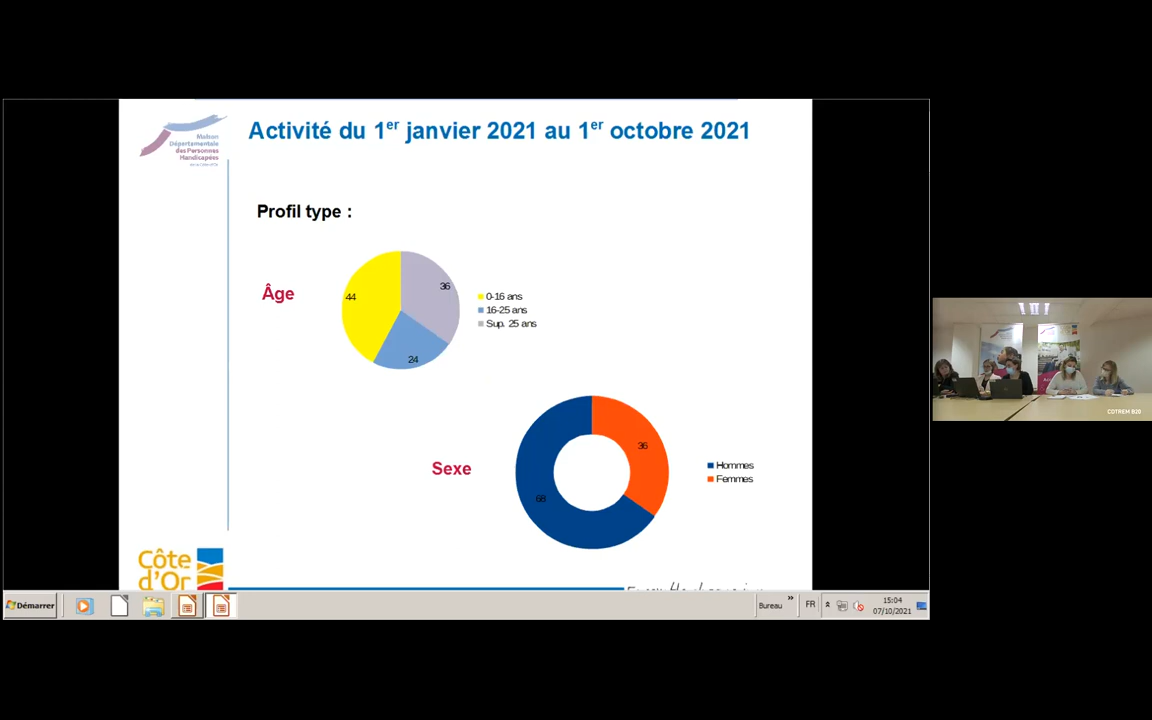 Activité du 1er janvier 2021 au 1er octobre 2021
Maison
Départementale
des Personnes
Handicapées
Profil type :
Âge
44
36
24
0-16 ans
16-25 ans
Sup. 25 ans
Sexe
36
68
Hommes
Femmes
Côte
d'Or
Démarrer
Bureau
»
FR
15:04
07/10/2021
COTREM B20